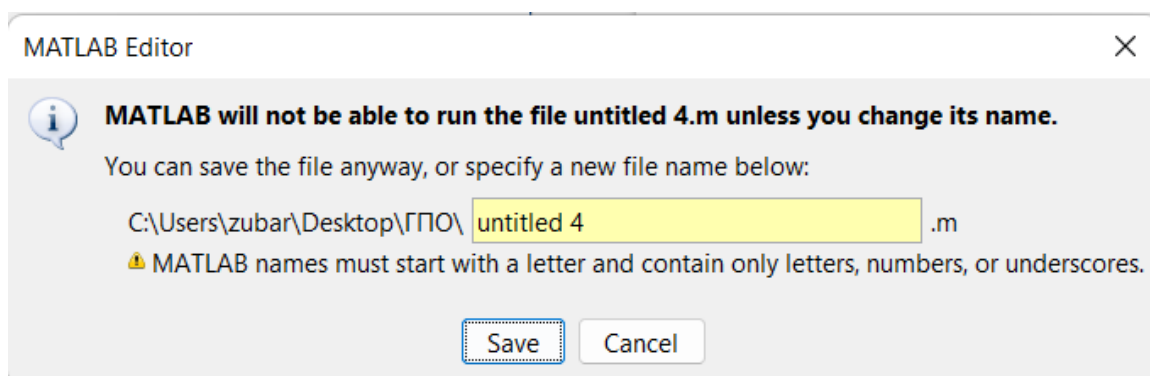 MATLAB Editor
MATLAB will not be able to run the file untitled 4.m unless you change its name.
You can save the file anyway, or specify a new file name below:
C:\Users\zubar\Desktop\ГПО\ untitled 4 .m
MATLAB names must start with a letter and contain only letters, numbers, or underscores.
Save Cancel